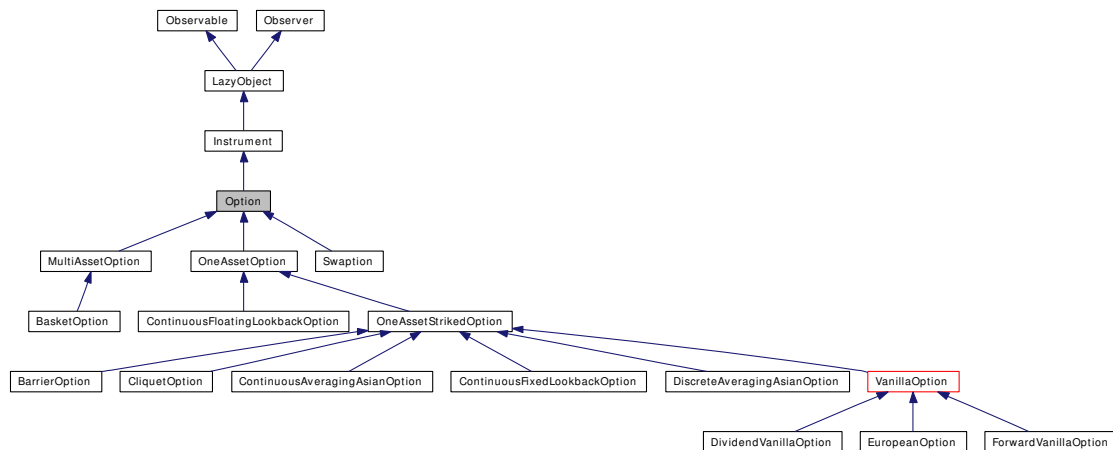 Observable Observer
LazyObject
Instrument
Option
MultiAssetOption OneAssetOption Swaption
BasketOption ContinuousFloatingLookbackOption OneAssetStrikedOption
BarrierOption CliquetOption ContinuousAveragingAsianOption ContinuousFixedLookbackOption DiscreteAveragingAsianOption VanillaOption
DividendVanillaOption EuropeanOption ForwardVanillaOption